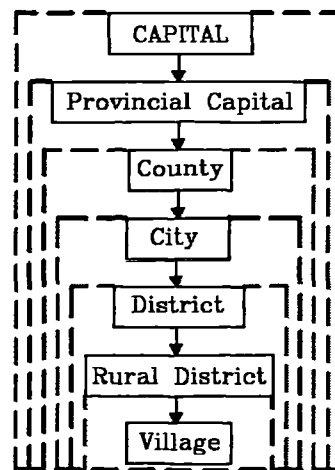 CAPITAL
Provincial Capital
County
City
District
Rural District
Village